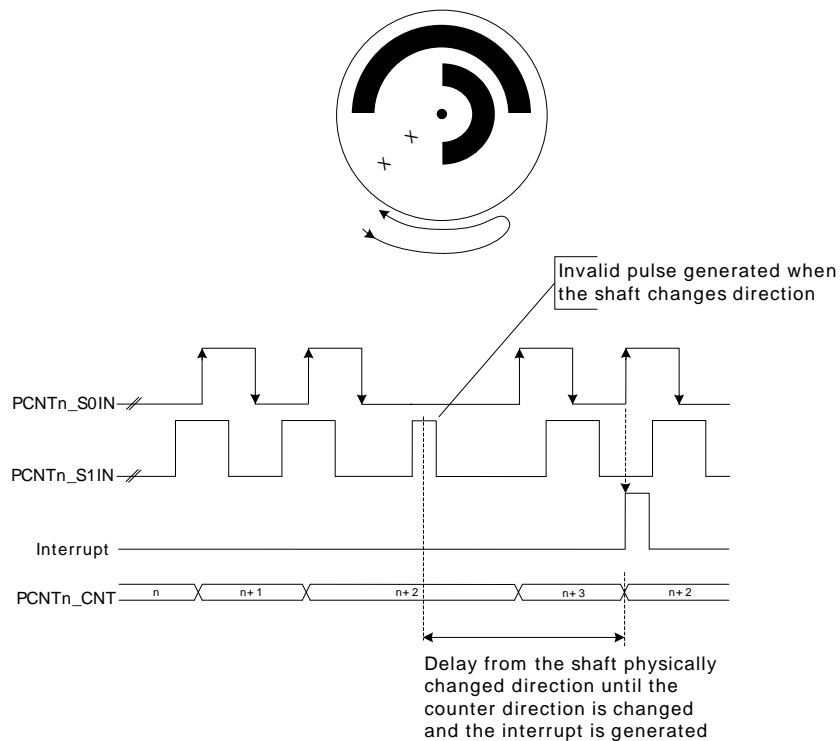 X
X
Invalid pulse generated when
the shaft changes direction
PCNTn_S0IN
PCNTn_S1IN
Interrupt
PCNTn_CNT
n
n+1
n+2
n+3
n+2
Delay from the shaft physically
changed direction until the
counter direction is changed
and the interrupt is generated